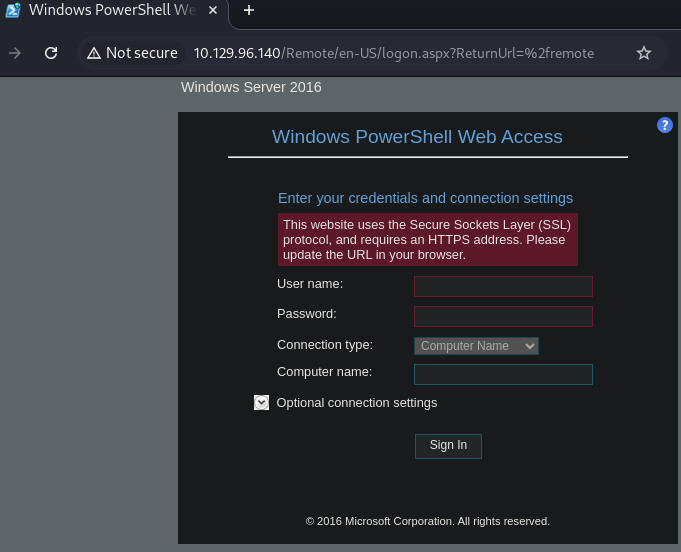 Windows PowerShell We
Not secure 10.129.96.140/Remote/en-US/logon.aspx?ReturnUrl=%2fremote
Windows Server 2016
?
Windows PowerShell Web Access
Enter your credentials and connection settings
This website uses the Secure Sockets Layer (SSL)
protocol, and requires an HTTPS address. Please
update the URL in your browser.
User name:
Password:
Connection type: Computer Name
Computer name:
Optional connection settings
Sign In
© 2016 Microsoft Corporation. All rights reserved.